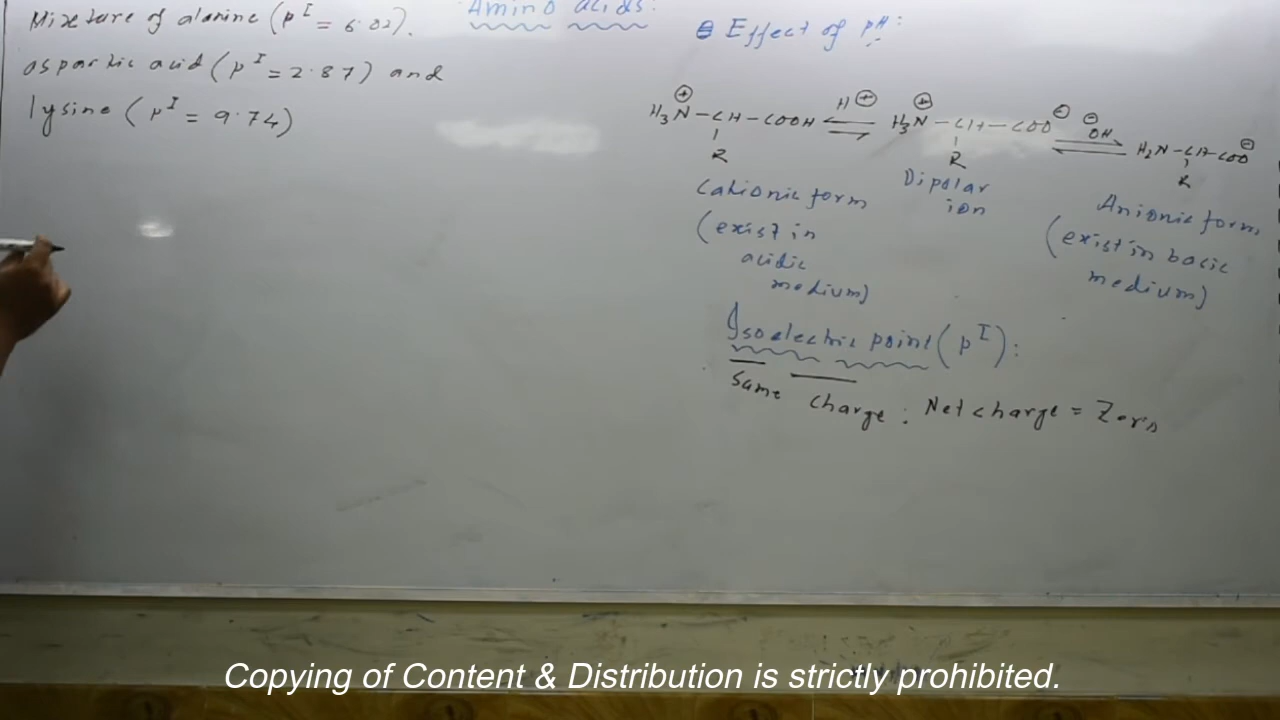 Amino acids:
Mixture of alanine (pI = 6.02).
aspartic acid (pI = 2.87) and
lysine (pI = 9.74)
Effect of pH:
H3N⊕–CH–COOH ⇌ H⊕ H3N⊕–CH–COO⊖ ⇌ ⊖OH H2N–CH–COO⊖
R R R
Cationic form Dipolar ion Anionic form
(exist in acidic medium) (exist in basic medium)
Isoelectric point (pI):
Same charge: Net charge = Zero
Copying of Content & Distribution is strictly prohibited.